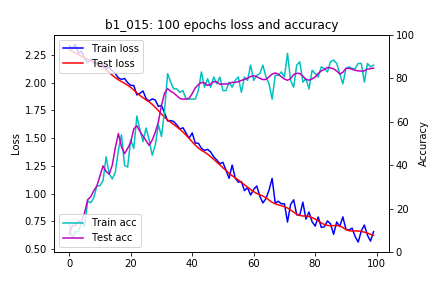 b1_015: 100 epochs loss and accuracy
Train loss
Test loss
Train acc
Test acc
Loss
Accuracy
2.25
2.00
1.75
1.50
1.25
1.00
0.75
0.50
100
80
60
40
20
0
0
20
40
60
80
100